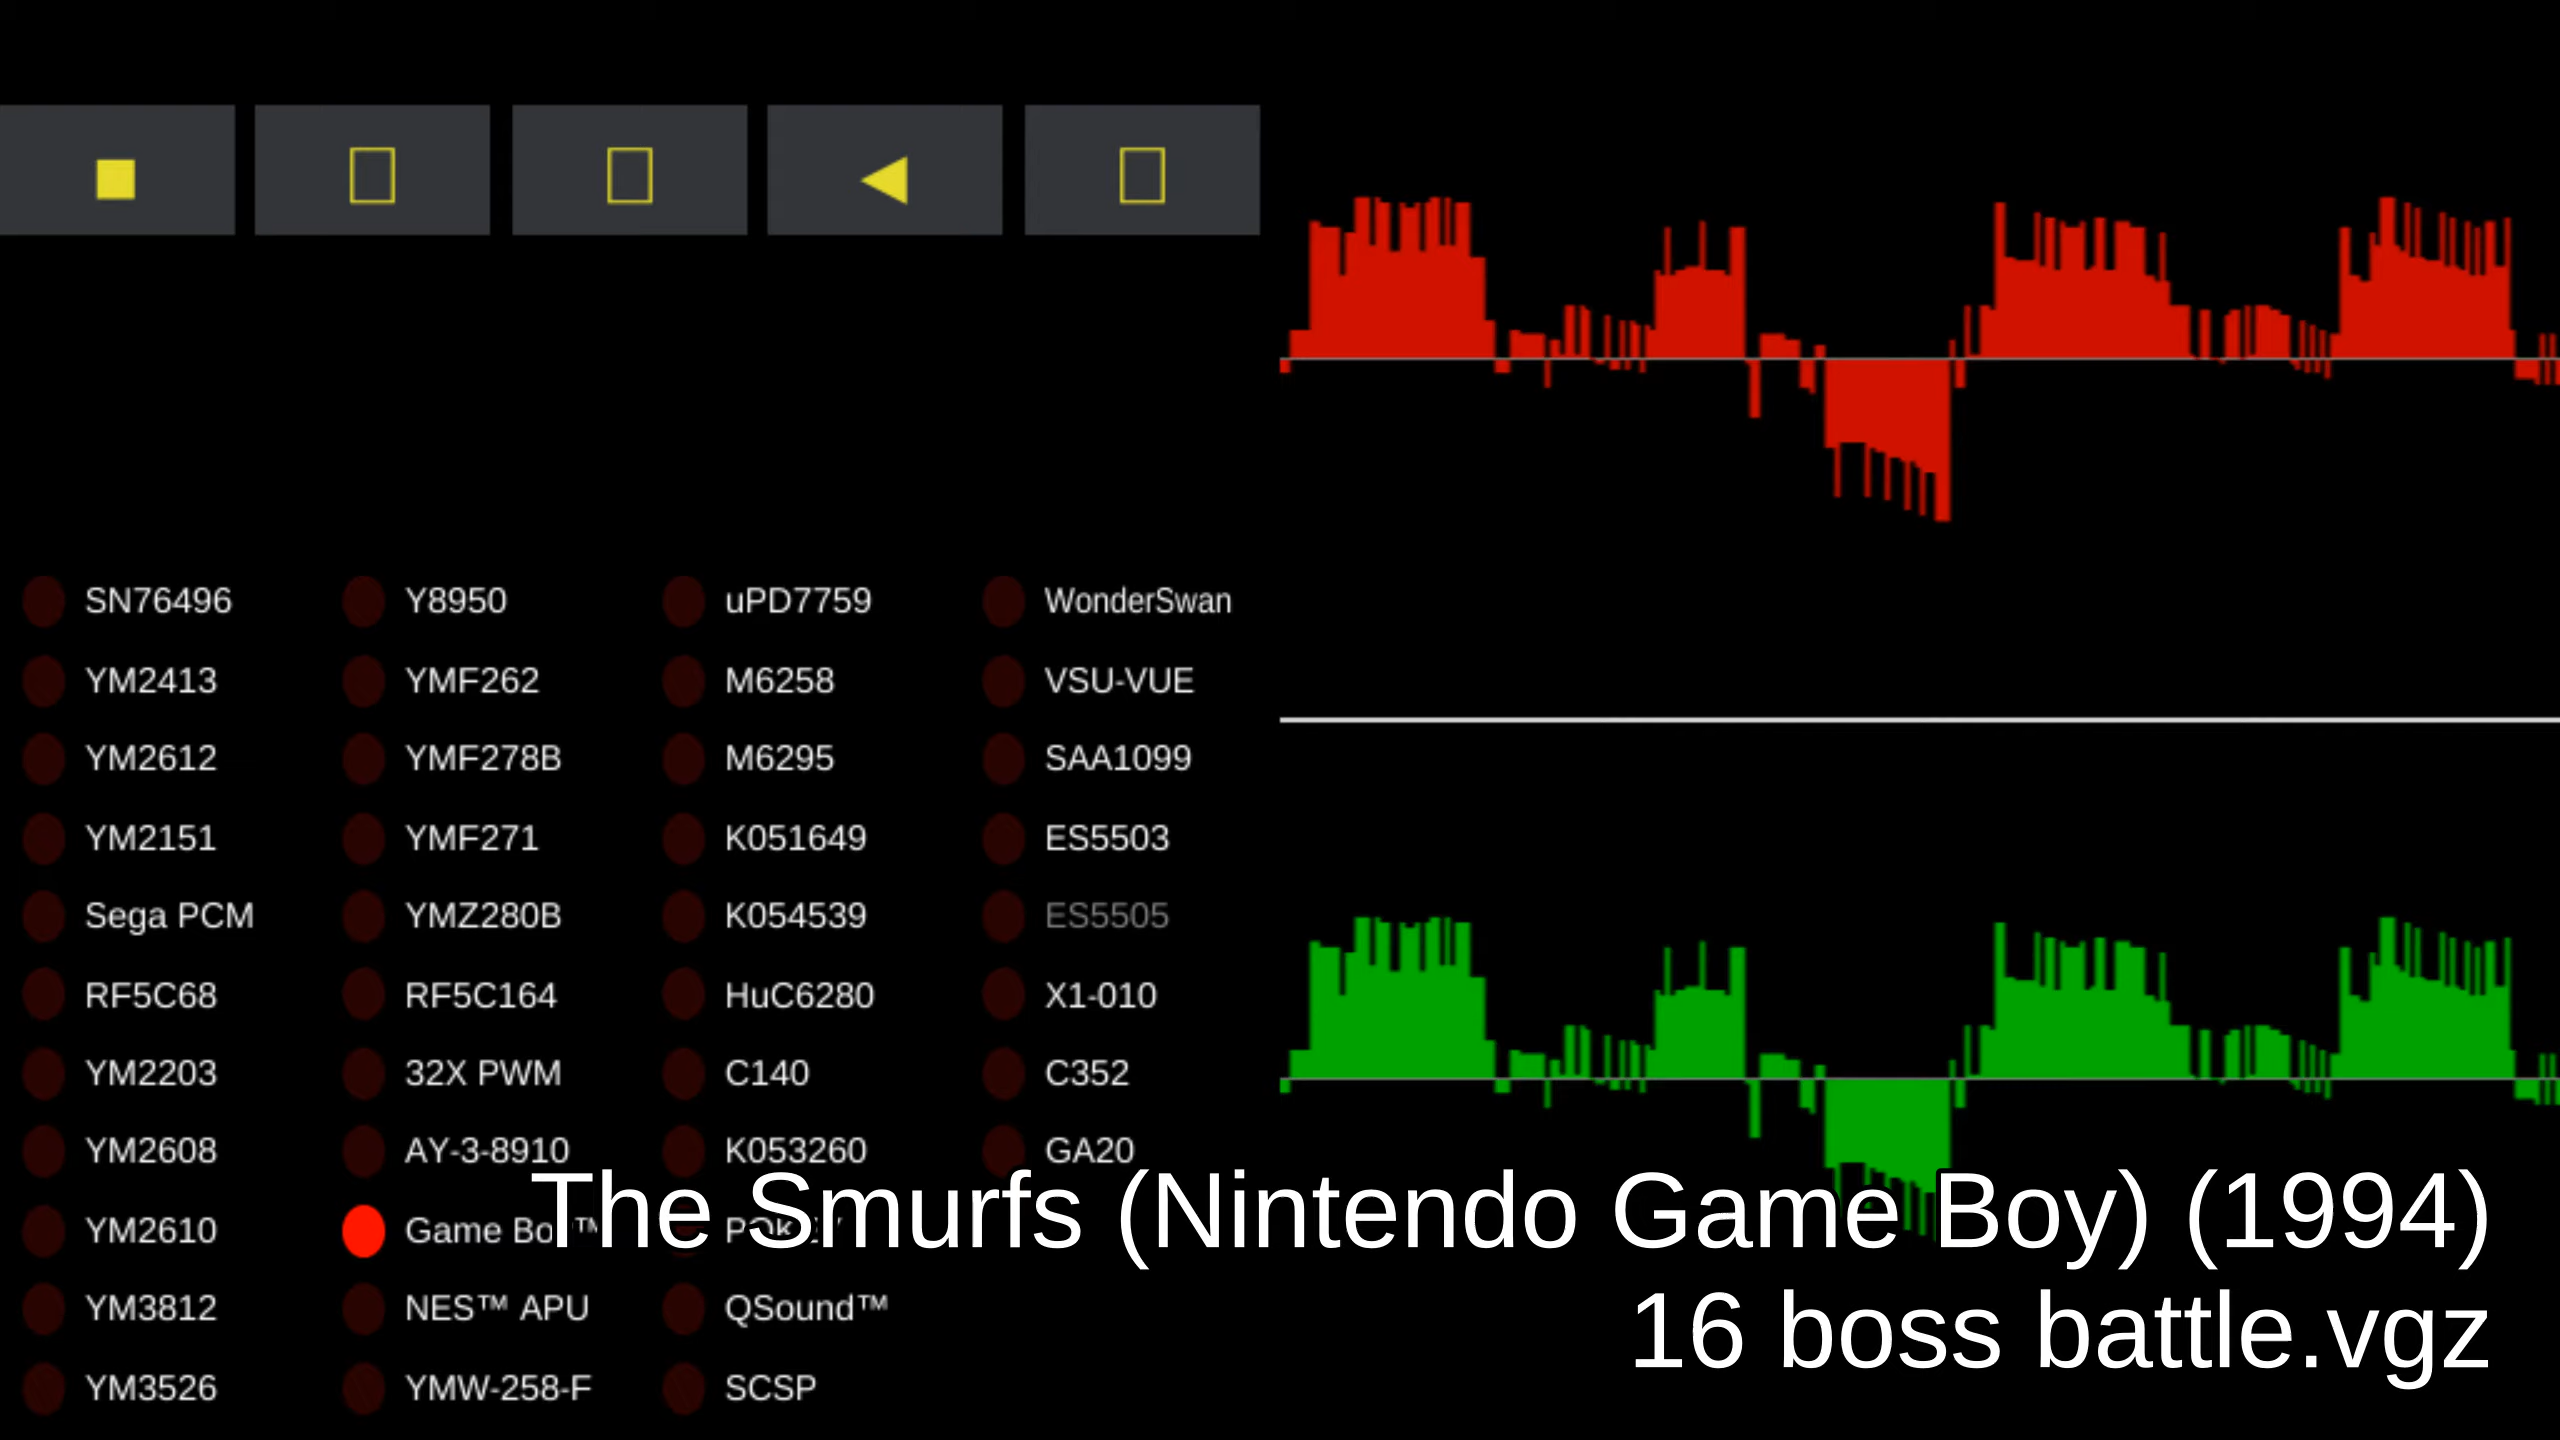 SN76496 Y8950 uPD7759 WonderSwan
YM2413 YMF262 M6258 VSU-VUE
YM2612 YMF278B M6295 SAA1099
YM2151 YMF271 K051649 ES5503
Sega PCM YMZ280B K054539 ES5505
RF5C68 RF5C164 HuC6280 X1-010
YM2203 32X PWM C140 C352
YM2608 AY-3-8910 K053260 GA20
YM2610 Game
The Smurfs (Nintendo Game Boy) (1994)
YM3812 NES™ APU QSound™
16 boss battle.vgz
YM3526 YMW-258-F SCSP